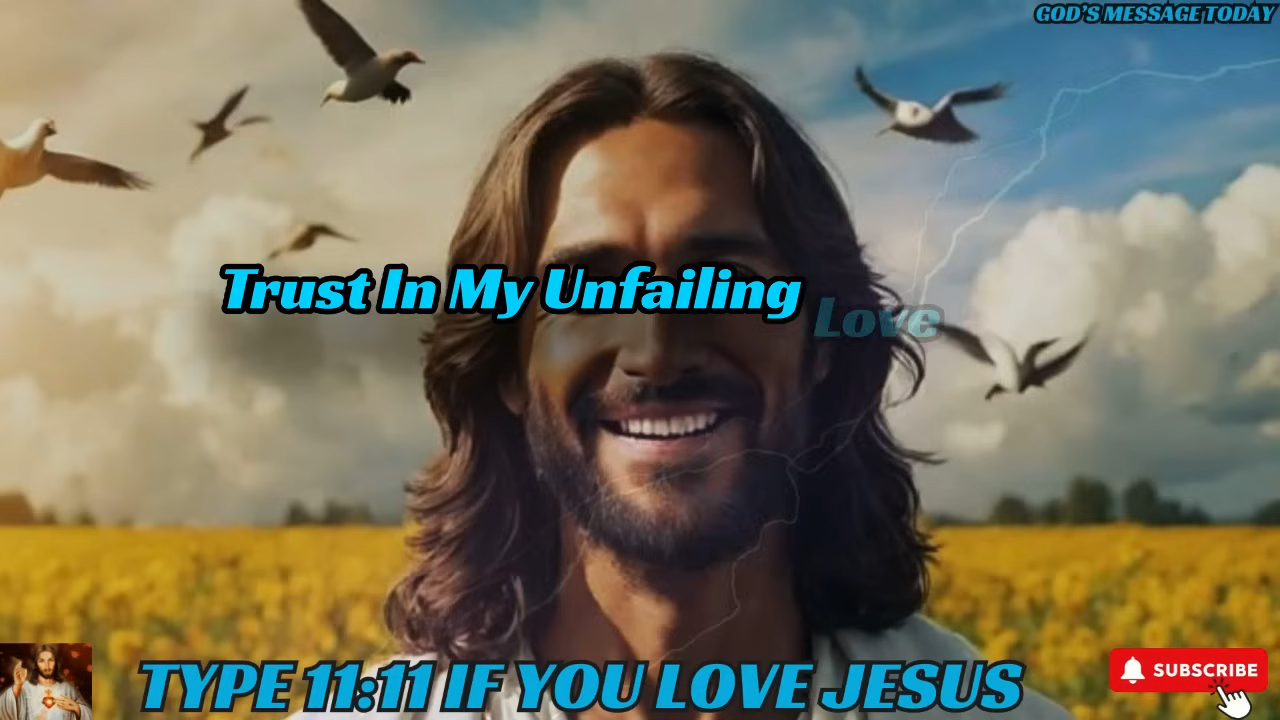 GOD'S MESSAGE TODAY
Trust In My Unfailing Love
TYPE 11:11 IF YOU LOVE JESUS
SUBSCRIBE